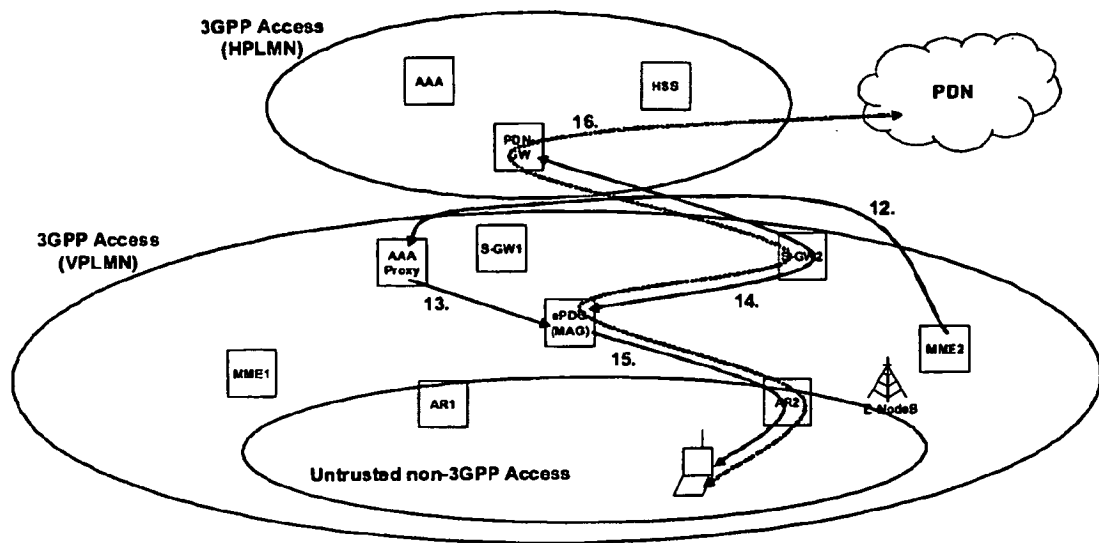 3GPP Access
(HPLMN)
AAA
HSS
PDN
16.
PDN
GW
12.
3GPP Access
(VPLMN)
S-GW1
AAA
Proxy
S-GW2
13.
14.
ePDG
(MAG)
MME2
15.
MME1
AR1
AR2
E-NodeB
Untrusted non-3GPP Access